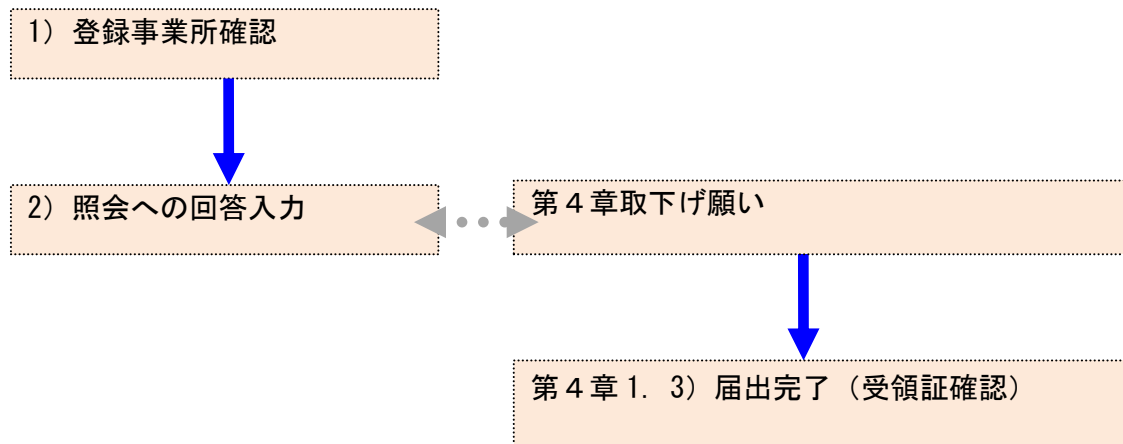 1) 登録事業所確認
2) 照会への回答入力
第４章取下げ願い
第４章 1. 3) 届出完了（受領証確認）